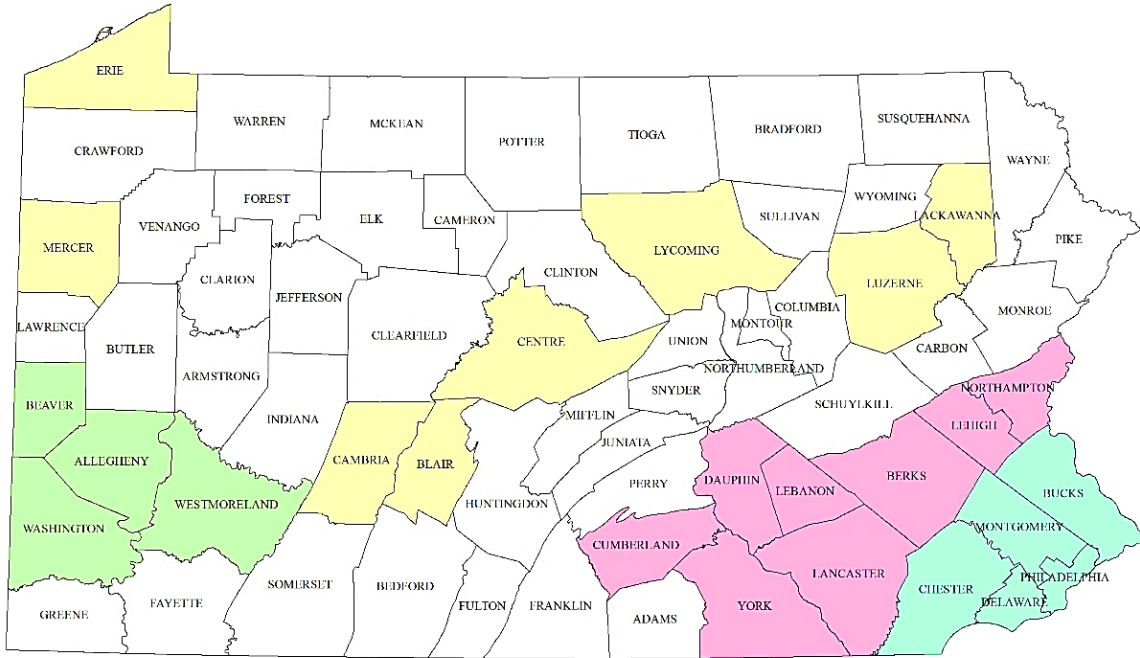 ERIE
WARREN
MCKEAN
POTTER
TIOGA
BRADFORD
SUSQUEHANNA
CRAWFORD
WAYNE
FOREST
WYOMING
VENANGO
ELK
CAMERON
SULLIVAN
LACKAWANNA
MERCER
LYCOMING
PIKE
CLARION
CLINTON
LUZERNE
JEFFERSON
COLUMBIA
MONROE
LAWRENCE
CLEARFIELD
CENTRE
MONTOUR
UNION
BUTLER
CARBON
ARMSTRONG
NORTHUMBERLAND
SNYDER
NORTHAMPTON
BEAVER
INDIANA
MIFFLIN
SCHUYLKILL
LEHIGH
JUNIATA
ALLEGHENY
CAMBRIA
BLAIR
BERKS
DAUPHIN
PERRY
LEBANON
BUCKS
WESTMORELAND
HUNTINGDON
WASHINGTON
MONTGOMERY
CUMBERLAND
LANCASTER
PHILADELPHIA
SOMERSET
BEDFORD
FULTON
CHESTER
FAYETTE
FRANKLIN
YORK
DELAWARE
GREENE
ADAMS